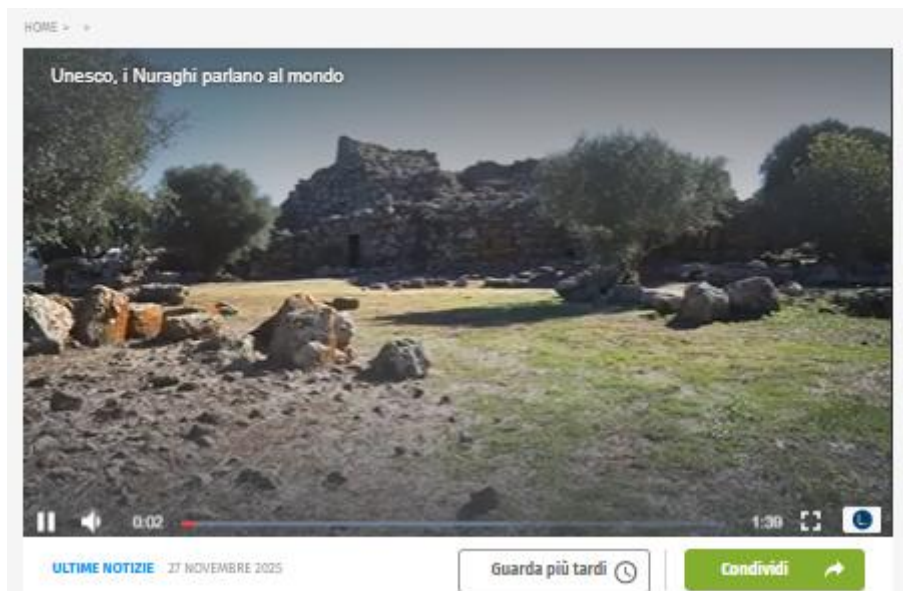 HOME > >
Unesco, i Nuraghi parlano al mondo
0:02
1:39
ULTIME NOTIZIE 27 NOVEMBRE 2025
Guarda più tardi
Condividi